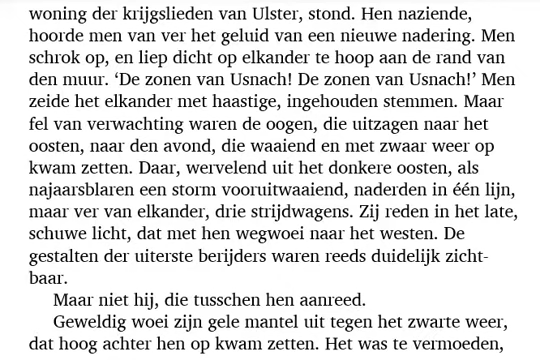 woning der krijgslieden van Ulster, stond. Hen naziende,
hoorde men van ver het geluid van een nieuwe nadering. Men
schrok op, en liep dicht op elkander te hoop aan de rand van
den muur. ‘De zonen van Usnach! De zonen van Usnach!’ Men
zeide het elkander met haastige, ingehouden stemmen. Maar
fel van verwachting waren de oogen, die uitzagen naar het
oosten, naar den avond, die waaiend en met zwaar weer op
kwam zetten. Daar, wervelend uit het donkere oosten, als
najaarsblaren een storm vooruitwaaiend, naderden in één lijn,
maar ver van elkander, drie strijdwagens. Zij reden in het late,
schuwe licht, dat met hen wegwoei naar het westen. De
gestalten der uiterste berijders waren reeds duidelijk zicht-
baar.
Maar niet hij, die tusschen hen aanreed.
Geweldig woei zijn gele mantel uit tegen het zwarte weer,
dat hoog achter hen op kwam zetten. Het was te vermoeden,